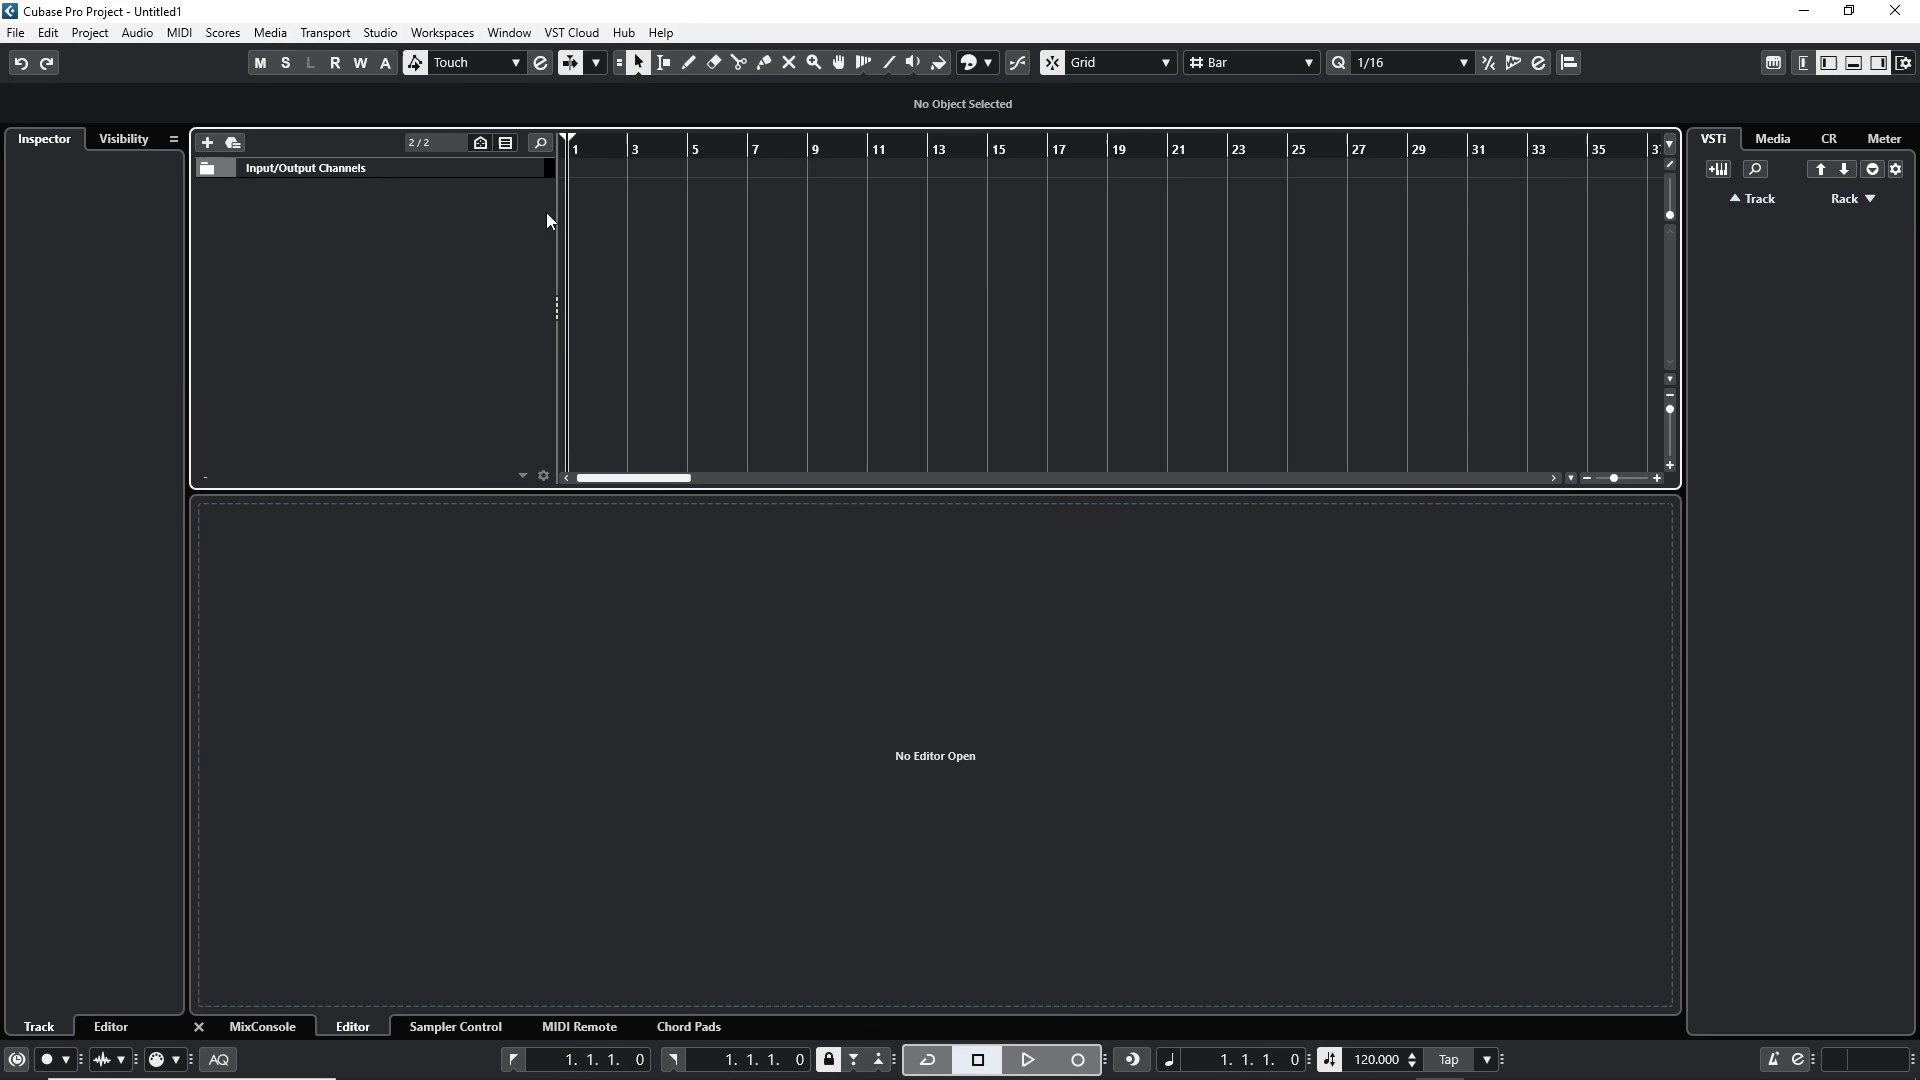 Cubase Pro Project - Untitled1
File Edit Project Audio MIDI Scores Media Transport Studio Workspaces Window VST Cloud Hub Help
M S L R W A Touch Grid Bar Q 1/16
No Object Selected
Inspector Visibility
2 / 2
1 3 5 7 9 11 13 15 17 19 21 23 25 27 29 31 33 35
VSTi Media CR Meter
Input/Output Channels
Track Rack
No Editor Open
Track Editor
MixConsole Editor Sampler Control MIDI Remote Chord Pads
AQ
1. 1. 1. 0
1. 1. 1. 0
1. 1. 1. 0
120.000
Tap